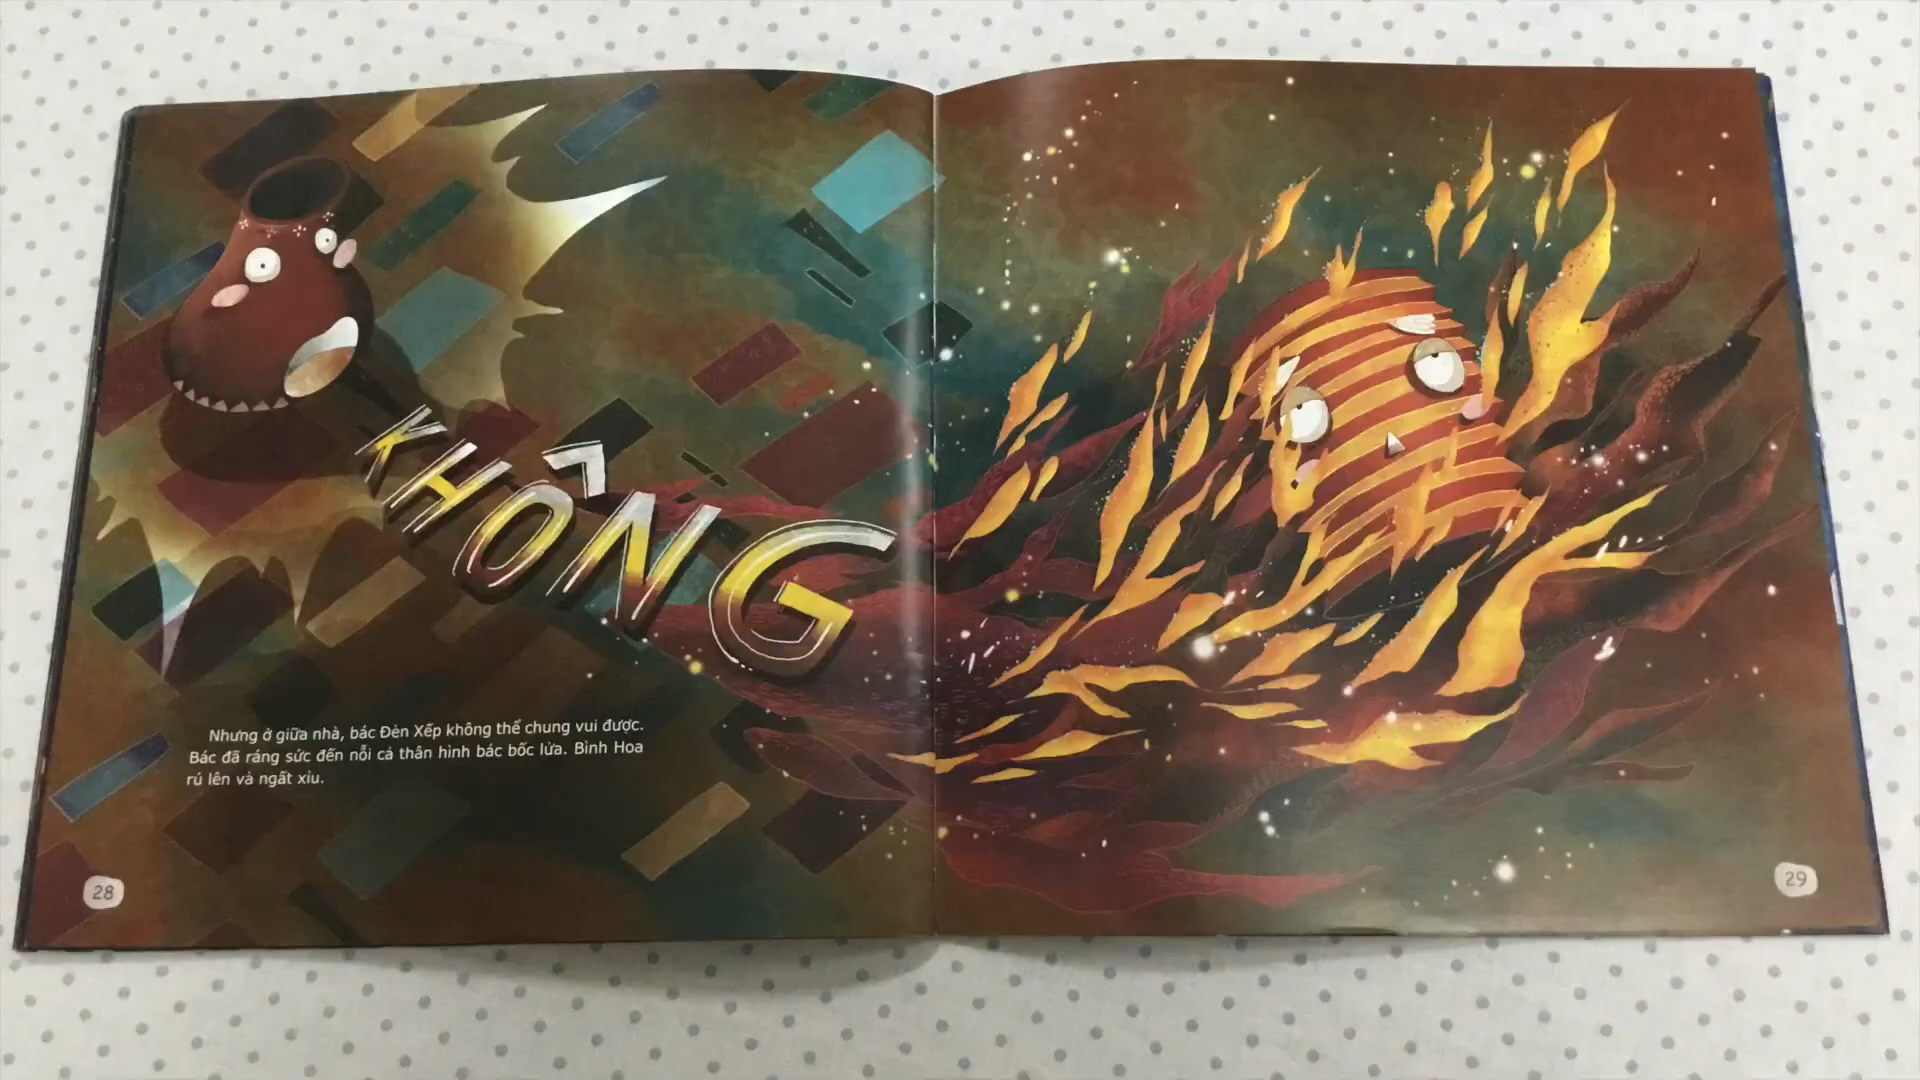 KHÔNG
Nhưng ở giữa nhà, bác Đèn Xếp không thể chung vui được.
Bác đã ráng sức đến nỗi cả thân hình bác bốc lửa. Bình Hoa
rú lên và ngất xỉu.
28
29